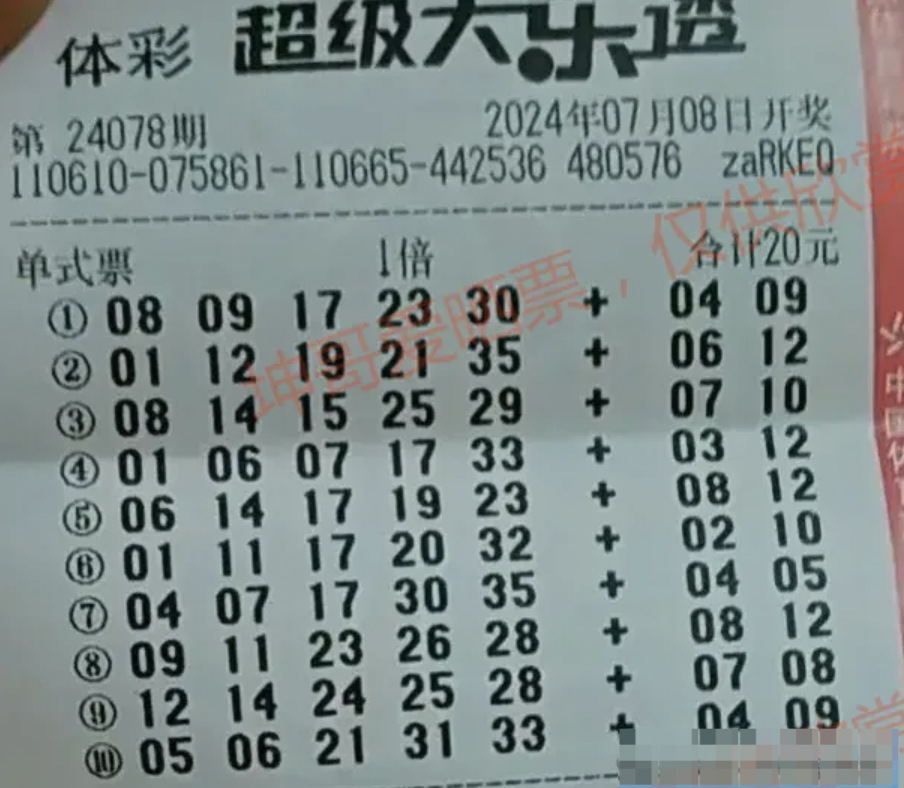 体彩 超级大乐透
第 24078期 2024年07月08日开奖
110610-075861-110665-442536 480576 zaRKEQ
单式票 1倍 合计20元
① 08 09 17 23 30 + 04 09
② 01 12 19 21 35 + 06 12
③ 08 14 15 25 29 + 07 10
④ 01 06 07 17 33 + 03 12
⑤ 06 14 17 19 23 + 08 12
⑥ 01 11 17 20 32 + 02 10
⑦ 04 07 17 30 35 + 04 05
⑧ 09 11 23 26 28 + 08 12
⑨ 12 14 24 25 28 + 07 08
⑩ 05 06 21 31 33 + 04 09
坤哥爱晒票，仅供欣赏
中国体